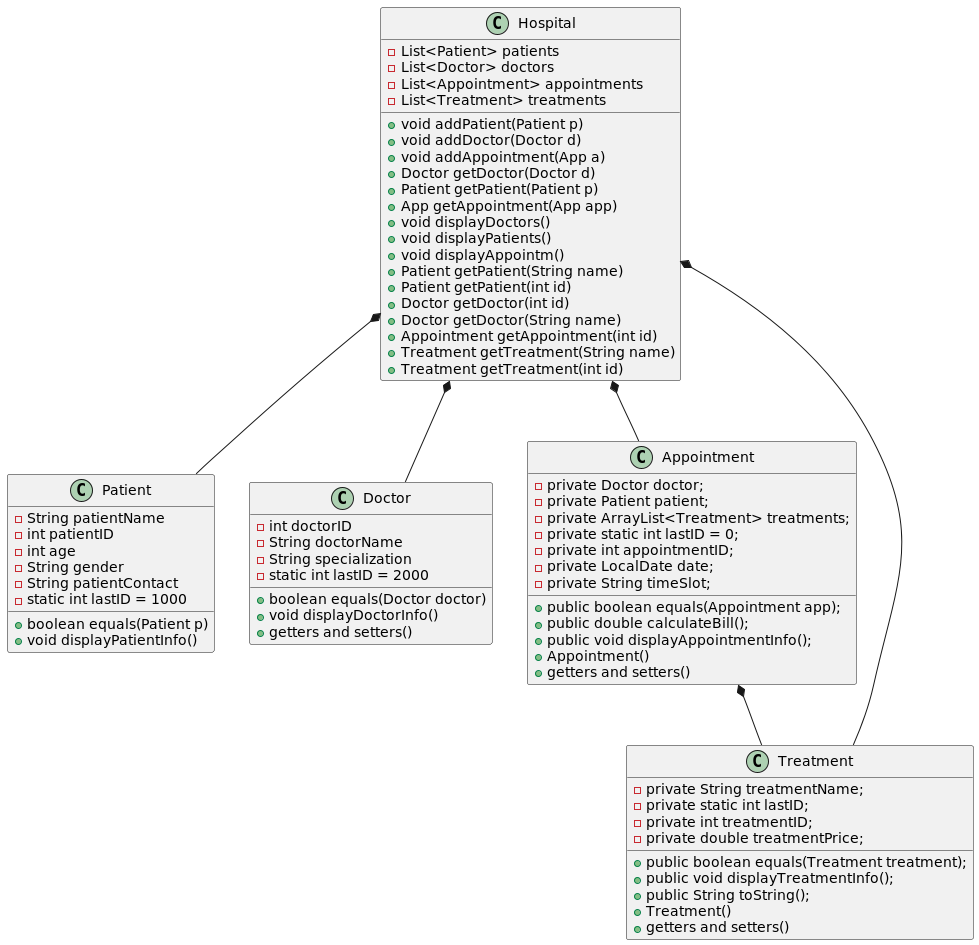 C Hospital
List<Patient> patients
List<Doctor> doctors
List<Appointment> appointments
List<Treatment> treatments
void addPatient(Patient p)
void addDoctor(Doctor d)
void addAppointment(App a)
Doctor getDoctor(Doctor d)
Patient getPatient(Patient p)
App getAppointment(App app)
void displayDoctors()
void displayPatients()
void displayAppointm()
Patient getPatient(String name)
Patient getPatient(int id)
Doctor getDoctor(int id)
Doctor getDoctor(String name)
Appointment getAppointment(int id)
Treatment getTreatment(String name)
Treatment getTreatment(int id)
C Patient
String patientName
int patientID
int age
String gender
String patientContact
static int lastID = 1000
boolean equals(Patient p)
void displayPatientInfo()
C Doctor
int doctorID
String doctorName
String specialization
static int lastID = 2000
boolean equals(Doctor doctor)
void displayDoctorInfo()
getters and setters()
C Appointment
private Doctor doctor;
private Patient patient;
private ArrayList<Treatment> treatments;
private static int lastID = 0;
private int appointmentID;
private LocalDate date;
private String timeSlot;
public boolean equals(Appointment app);
public double calculateBill();
public void displayAppointmentInfo();
Appointment()
getters and setters()
C Treatment
private String treatmentName;
private static int lastID;
private int treatmentID;
private double treatmentPrice;
public boolean equals(Treatment treatment);
public void displayTreatmentInfo();
public String toString();
Treatment()
getters and setters()